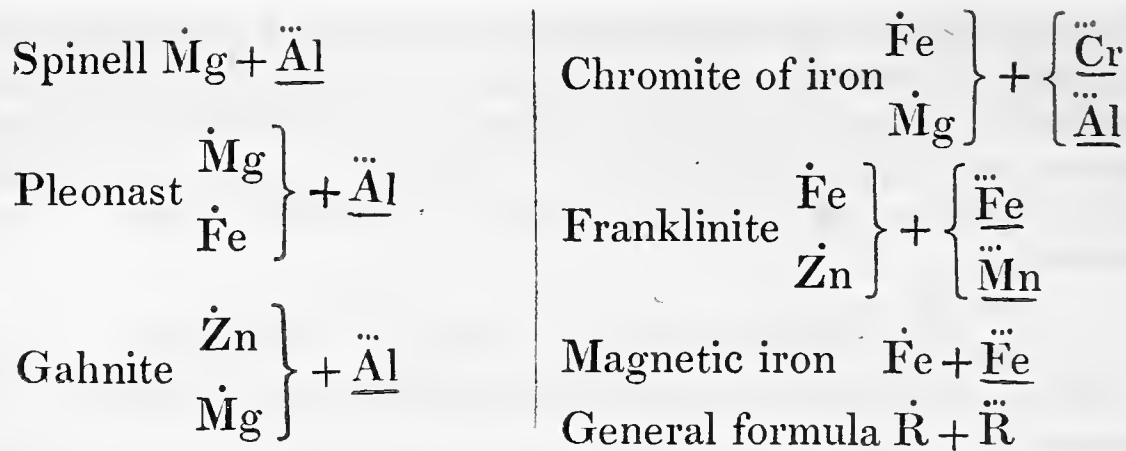 Spinell Ṁg + A⃛l̲
Pleonast Ṁg
Ḟe } + A⃛l̲
Gahnite Żn
Ṁg } + A⃛l̲
Chromite of iron Ḟe
Ṁg } + { C⃛r̲
A⃛l̲
Franklinite Ḟe
Żn } + { F⃛e̲
M⃛n̲
Magnetic iron Ḟe + F⃛e̲
General formula Ṙ + R⃛